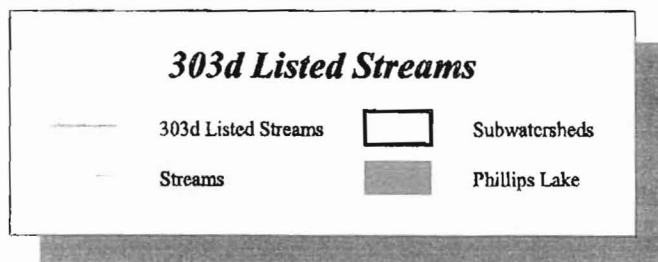 303d Listed Streams
303d Listed Streams Subwatersheds
Streams Phillips Lake